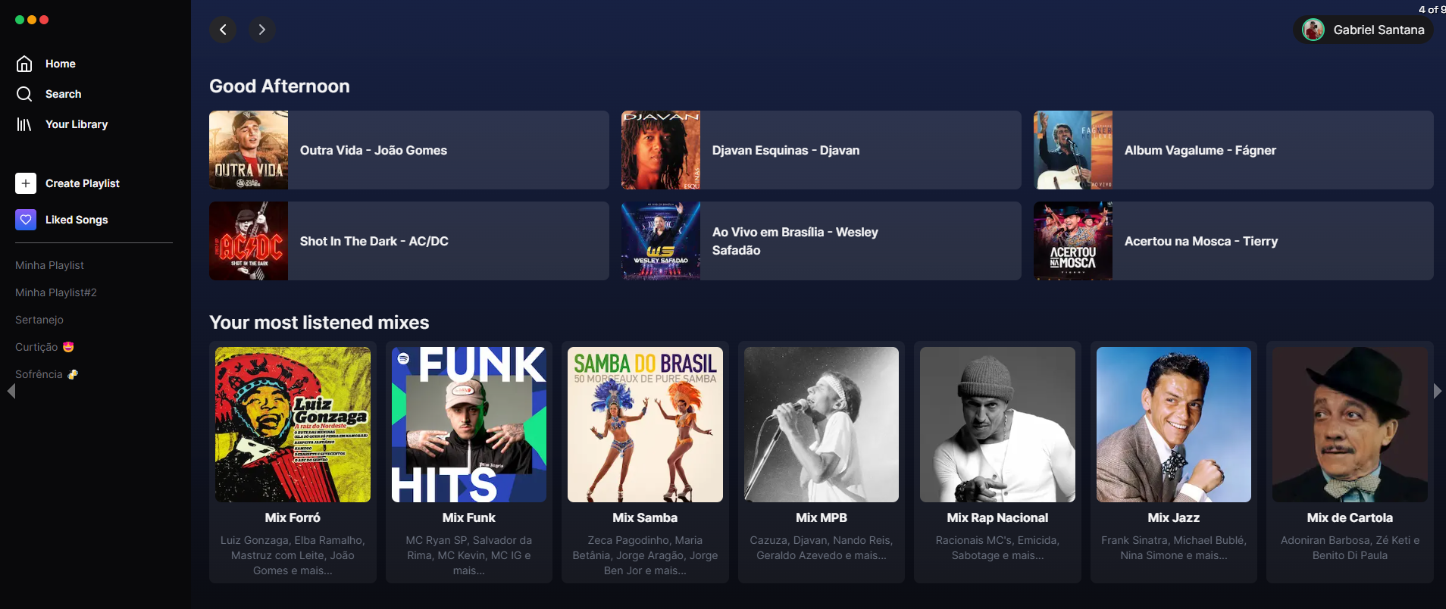 4 of 9
Gabriel Santana
Home
Search
Your Library
Create Playlist
Liked Songs
Minha Playlist
Minha Playlist#2
Sertanejo
Curtição 🤩
Sofrência
Good Afternoon
OUTRA VIDA
Outra Vida - João Gomes
DJAVAN
ESQUINAS
Djavan Esquinas - Djavan
FAGNER
AO VIVO
Album Vagalume - Fágner
AC/DC
SHOT IN THE DARK
Shot In The Dark - AC/DC
WS
WESLEY SAFADÃO
Ao Vivo em Brasília - Wesley
Safadão
ACERTOU
NA MOSCA
TIERRY
Acertou na Mosca - Tierry
Your most listened mixes
Luiz
Gonzaga
A raiz do Nordeste
Mix Forró
Luiz Gonzaga, Elba Ramalho,
Mastruz com Leite, João
Gomes e mais...
FUNK
HITS
Mix Funk
MC Ryan SP, Salvador da
Rima, MC Kevin, MC IG e
mais...
SAMBA DO BRASIL
50 MORCEAUX DE PURE SAMBA
Mix Samba
Zeca Pagodinho, Maria
Betânia, Jorge Aragão, Jorge
Ben Jor e mais...
Mix MPB
Cazuza, Djavan, Nando Reis,
Geraldo Azevedo e mais...
Mix Rap Nacional
Racionais MC's, Emicida,
Sabotage e mais...
Mix Jazz
Frank Sinatra, Michael Bublé,
Nina Simone e mais...
Mix de Cartola
Adoniran Barbosa, Zé Keti e
Benito Di Paula